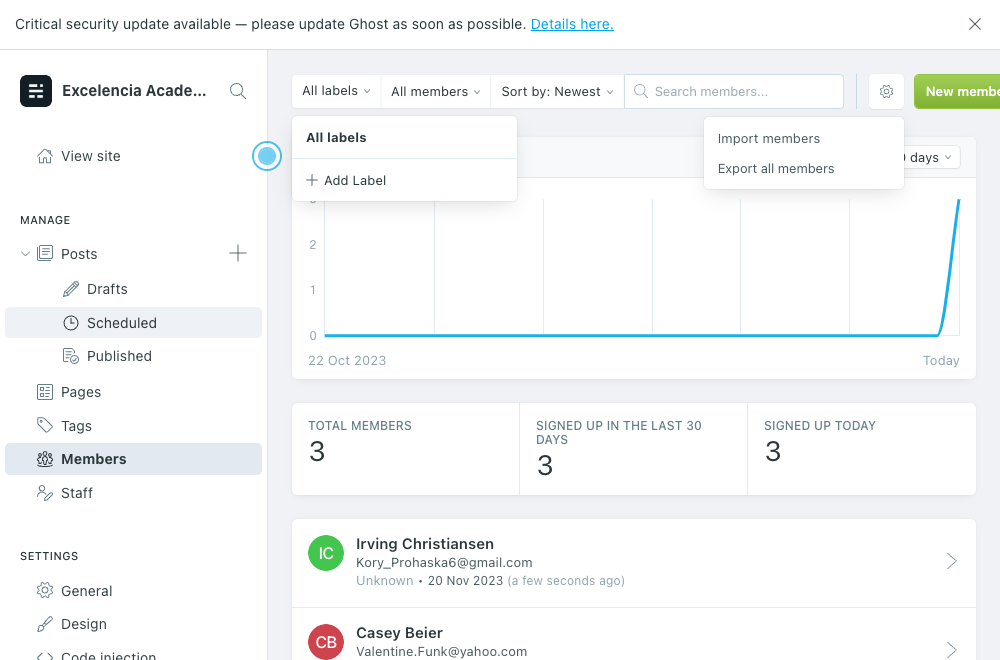 Critical security update available — please update Ghost as soon as possible. Details here.
Excelencia Acade...
View site
MANAGE
Posts
Drafts
Scheduled
Published
Pages
Tags
Members
Staff
SETTINGS
General
Design
Code injection
All labels
All members
Sort by: Newest
Search members...
New membe
All labels
Add Label
Import members
Export all members
days
2
1
0
22 Oct 2023
Today
TOTAL MEMBERS
3
SIGNED UP IN THE LAST 30
DAYS
3
SIGNED UP TODAY
3
IC
Irving Christiansen
Kory_Prohaska6@gmail.com
Unknown • 20 Nov 2023 (a few seconds ago)
CB
Casey Beier
Valentine.Funk@yahoo.com